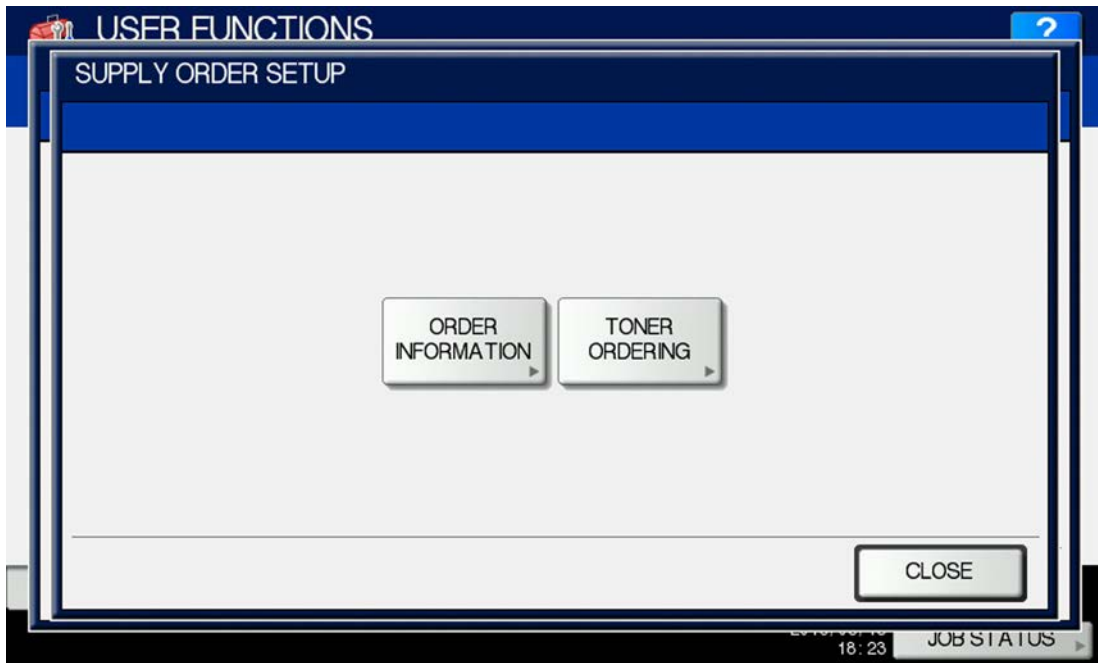 USER FUNCTIONS
?
SUPPLY ORDER SETUP
ORDER
INFORMATION
TONER
ORDERING
CLOSE
18:23
JOB STATUS